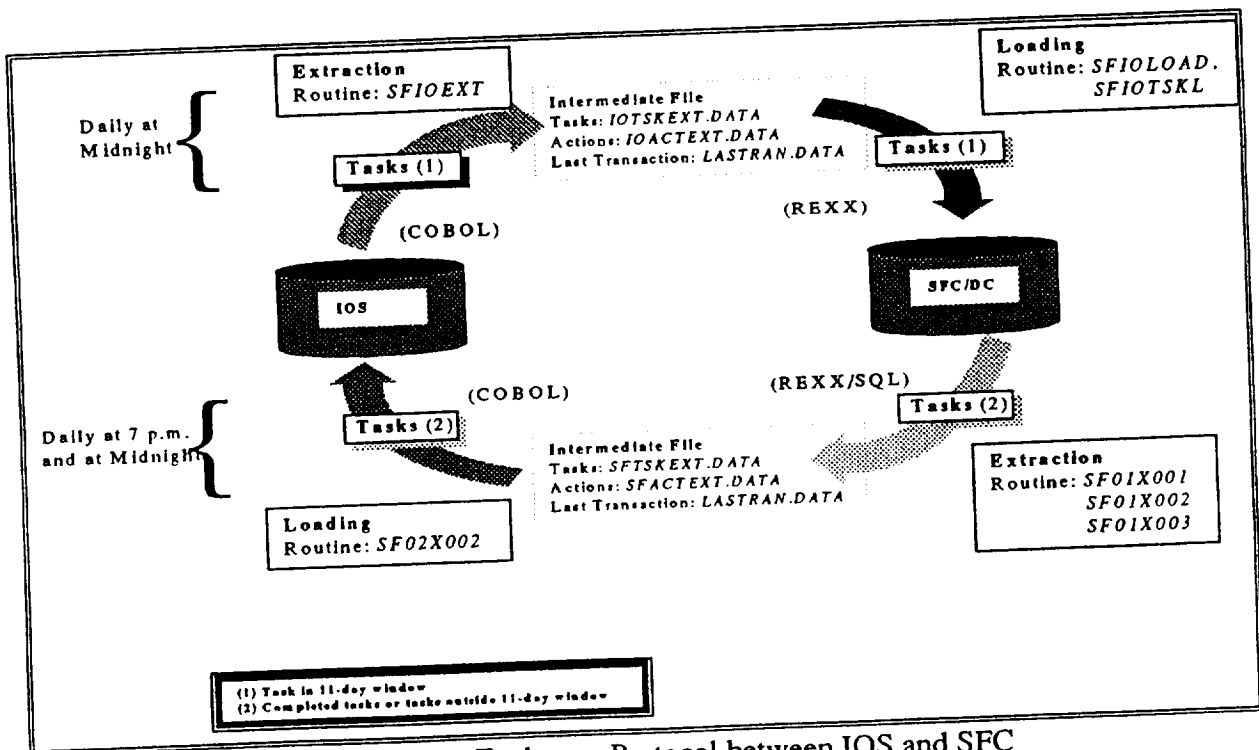 Extraction
Routine: SFIOEXT
Loading
Routine: SFIOLOAD.
SFIOTSKL
Daily at
Midnight
Intermediate File
Tasks: IOTSKEXT.DATA
Actions: IOACTEXT.DATA
Last Transaction: LASTRAN.DATA
Tasks (1)
Tasks (1)
(COBOL)
(REXX)
IOS
SFC/DC
(COBOL)
(REXX/SQL)
Tasks (2)
Tasks (2)
Daily at 7 p.m.
and at Midnight
Intermediate File
Tasks: SFTSKEXT.DATA
Actions: SFACTEXT.DATA
Last Transaction: LASTRAN.DATA
Extraction
Routine: SF01X001
SF01X002
SF01X003
Loading
Routine: SF02X002
(1) Task in 11-day window
(2) Completed tasks or tasks outside 11-day window
Protocol between IOS and SFC